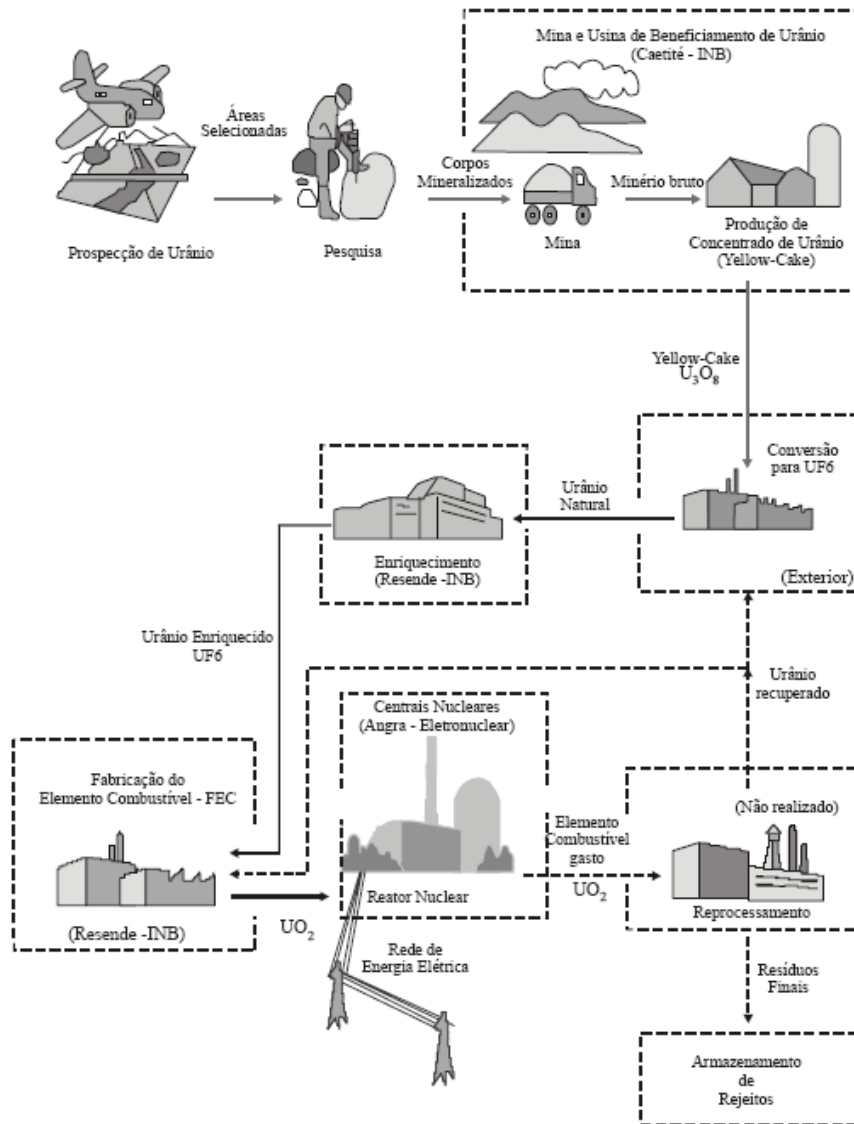 Mina e Usina de Beneficiamento de Urânio
(Caetité - INB)
Áreas
Selecionadas
Corpos
Mineralizados
Minério bruto
Prospecção de Urânio
Pesquisa
Mina
Produção de
Concentrado de Urânio
(Yellow-Cake)
Yellow-Cake
U3O8
Conversão
para UF6
(Exterior)
Urânio
Natural
Enriquecimento
(Resende -INB)
Urânio Enriquecido
UF6
Urânio
recuperado
Centrais Nucleares
(Angra - Eletronuclear)
Reator Nuclear
Fabricação do
Elemento Combustível - FEC
(Resende -INB)
UO2
Elemento
Combustível
gasto
UO2
(Não realizado)
Reprocessamento
Rede de
Energia Elétrica
Resíduos
Finais
Armazenamento
de
Rejeitos